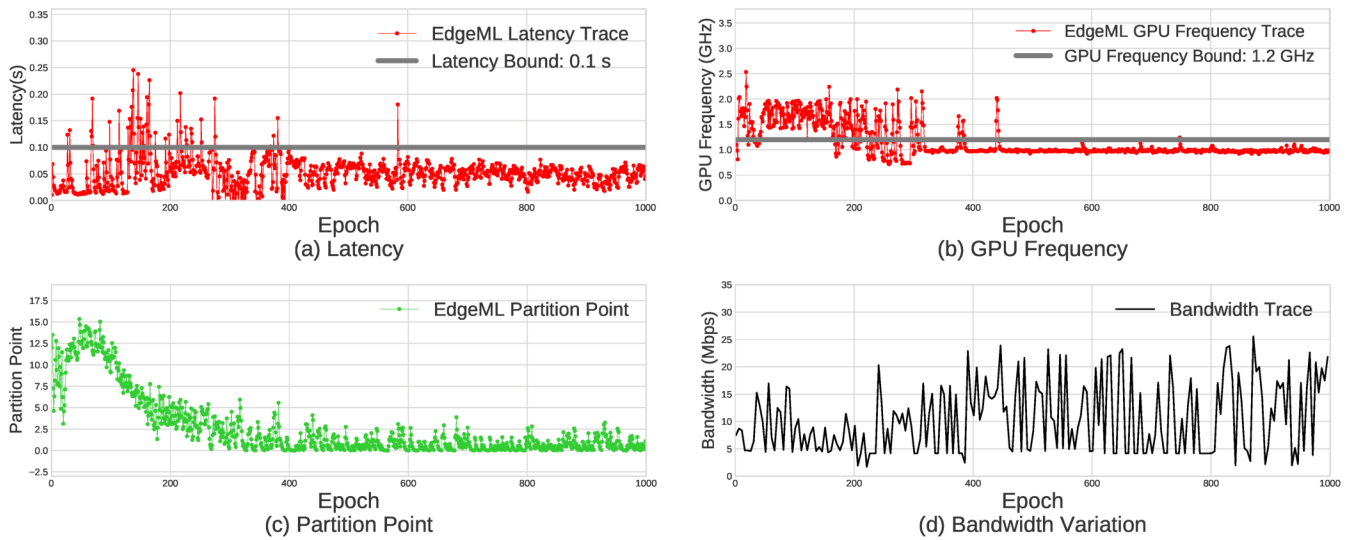 0.35
0.30
0.25
0.20
0.15
0.10
0.05
0.00
Latency(s)
EdgeML Latency Trace
Latency Bound: 0.1 s
0 200 400 600 800 1000
Epoch
(a) Latency
3.5
3.0
2.5
2.0
1.5
1.0
0.5
0.0
GPU Frequency (GHz)
EdgeML GPU Frequency Trace
GPU Frequency Bound: 1.2 GHz
0 200 400 600 800 1000
Epoch
(b) GPU Frequency
17.5
15.0
12.5
10.0
7.5
5.0
2.5
0.0
−2.5
Partition Point
EdgeML Partition Point
0 200 400 600 800 1000
Epoch
(c) Partition Point
35
30
25
20
15
10
5
0
Bandwidth (Mbps)
Bandwidth Trace
0 200 400 600 800 1000
Epoch
(d) Bandwidth Variation